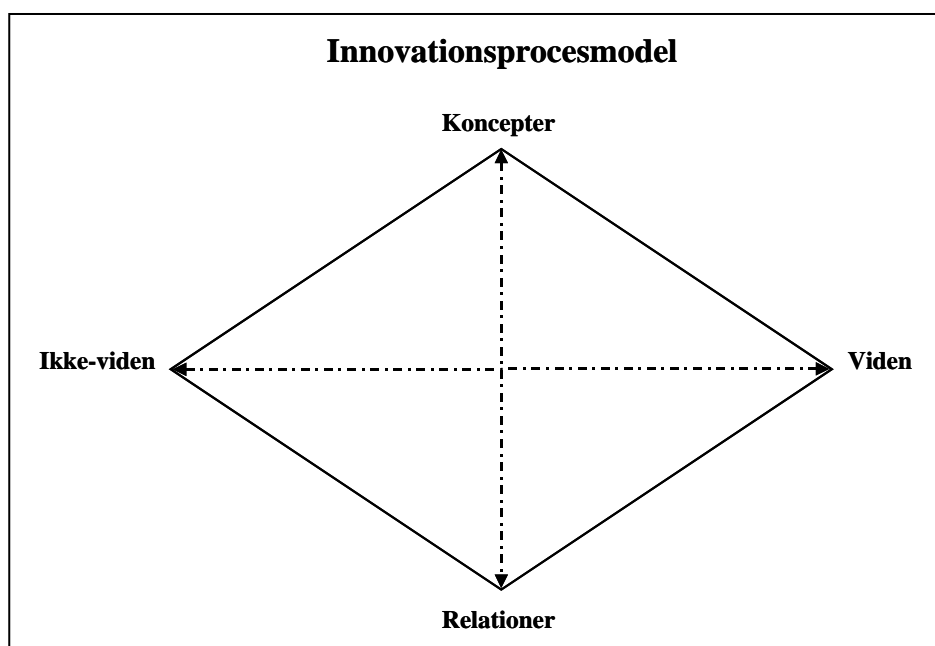 Innovationsprocesmodel
Koncepter
Ikke-viden
Viden
Relationer